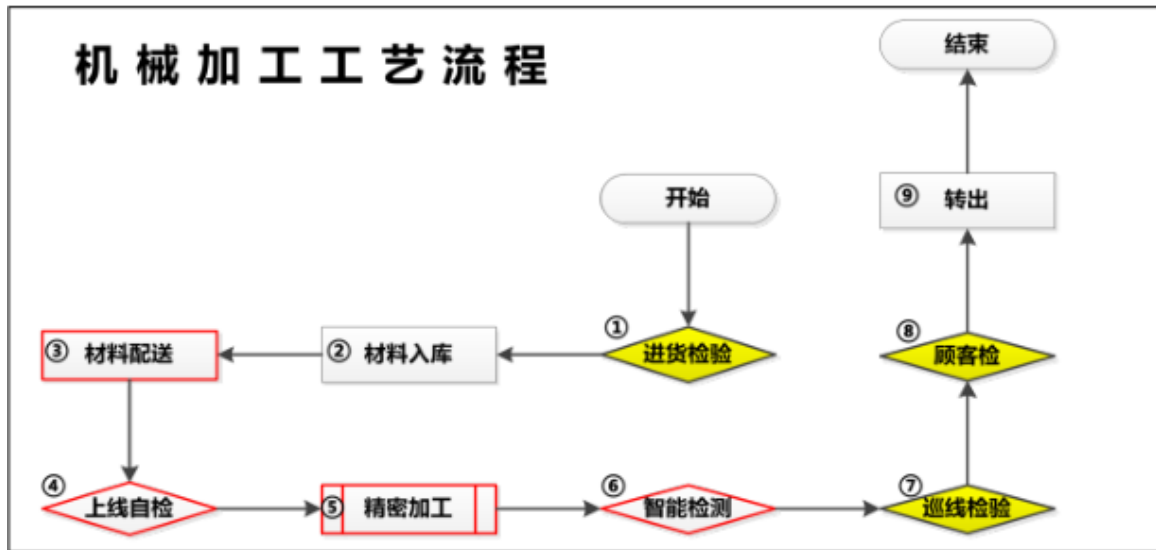 机械加工工艺流程
结束
开始
⑨ 转出
① 进货检验
② 材料入库
③ 材料配送
⑧ 顾客检
④ 上线自检
⑤ 精密加工
⑥ 智能检测
⑦ 巡线检验